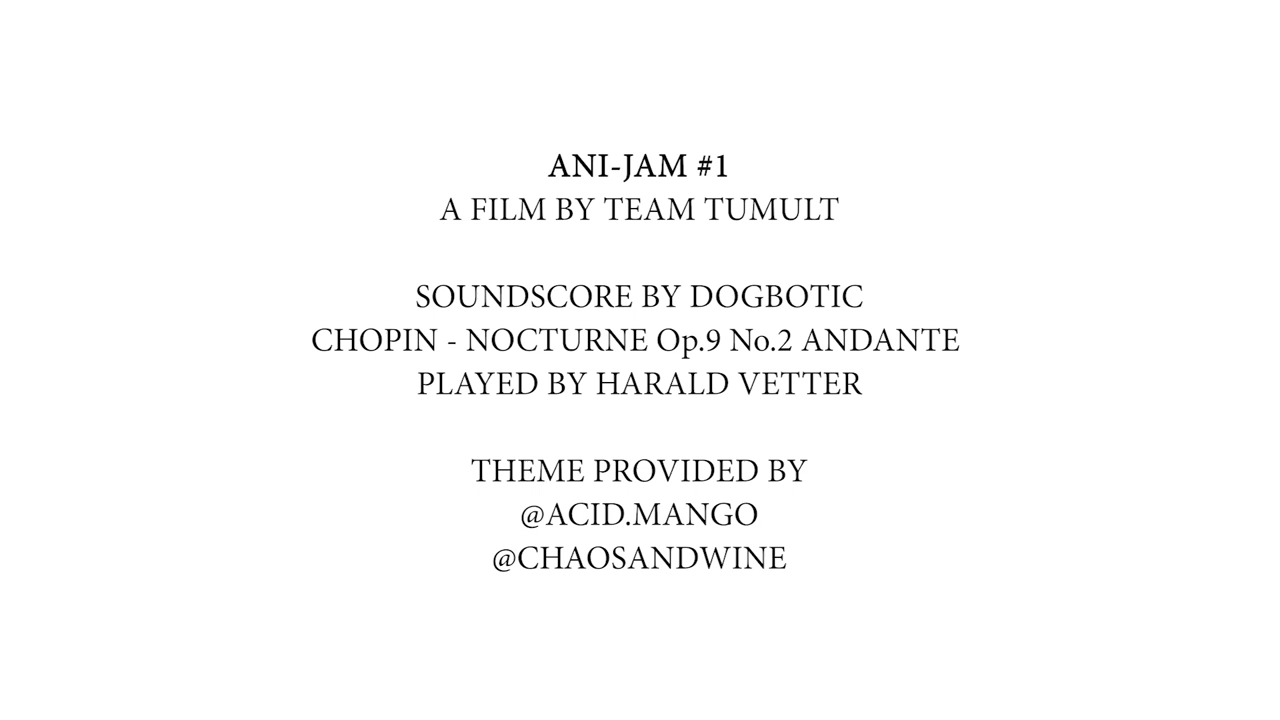 ANI-JAM #1
A FILM BY TEAM TUMULT
SOUNDSCORE BY DOGBOTIC
CHOPIN - NOCTURNE Op.9 No.2 ANDANTE
PLAYED BY HARALD VETTER
THEME PROVIDED BY
@ACID.MANGO
@CHAOSANDWINE